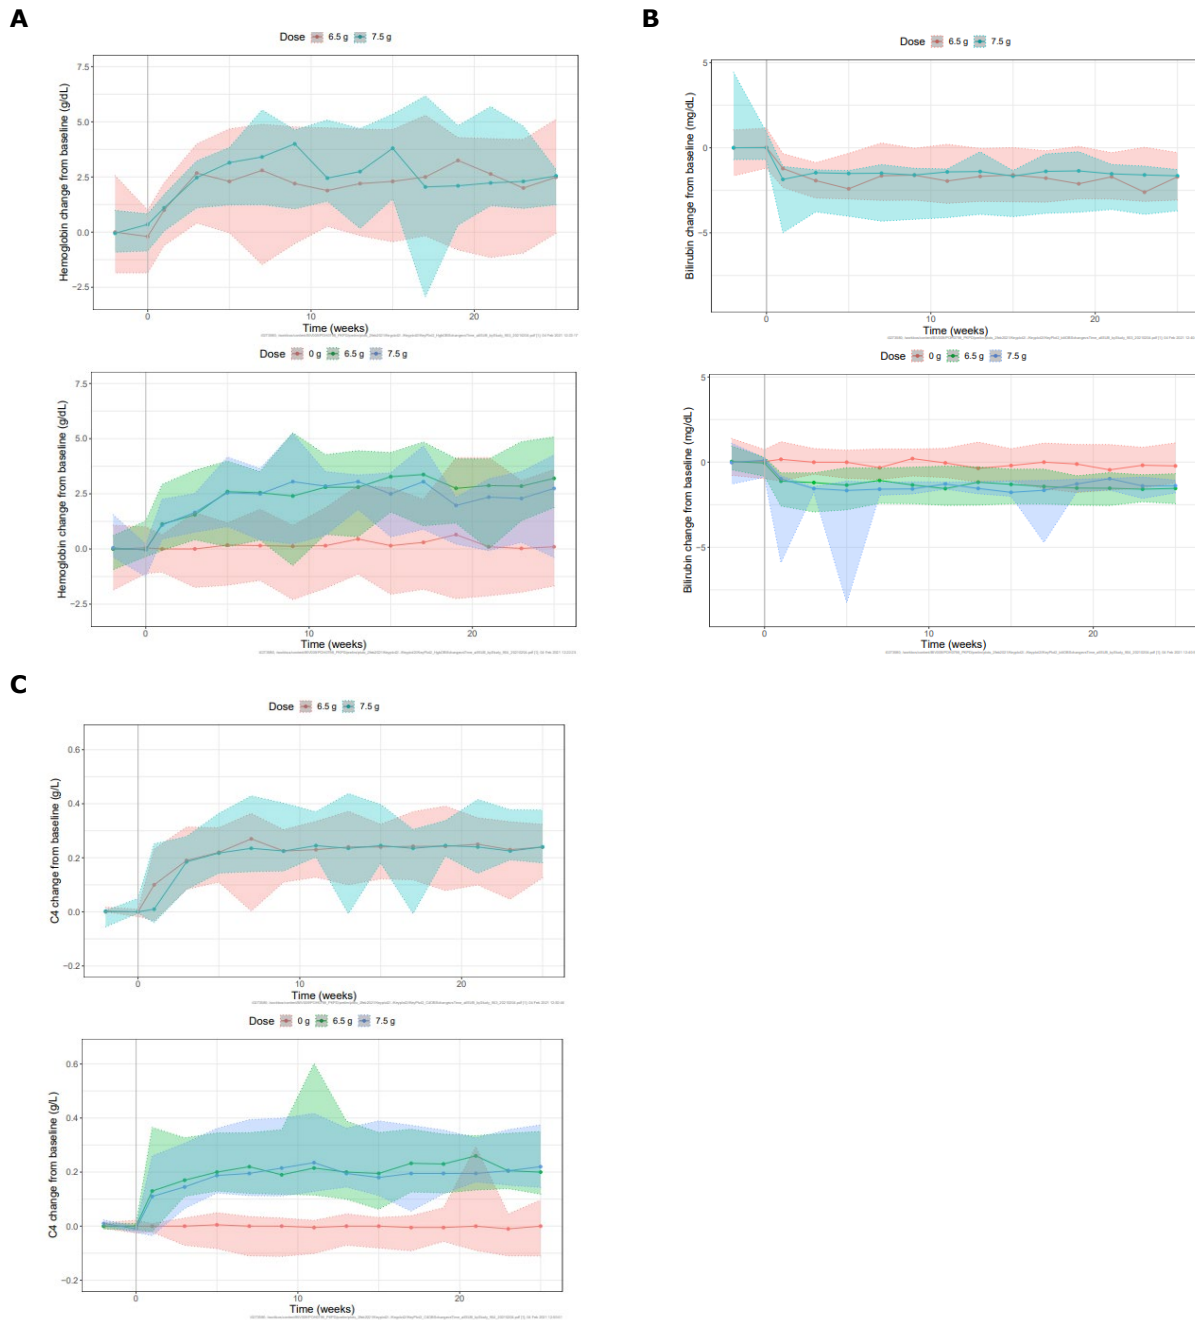 A
Dose 6.5 g 7.5 g
Hemoglobin change from baseline (g/dL)
7.5
5.0
2.5
0.0
−2.5
0 10 20
Time (weeks)
Dose 0 g 6.5 g 7.5 g
Hemoglobin change from baseline (g/dL)
7.5
5.0
2.5
0.0
−2.5
0 10 20
Time (weeks)
B
Dose 6.5 g 7.5 g
Bilirubin change from baseline (mg/dL)
5
0
−5
0 10 20
Time (weeks)
Dose 0 g 6.5 g 7.5 g
Bilirubin change from baseline (mg/dL)
5
0
−5
0 10 20
Time (weeks)
C
Dose 6.5 g 7.5 g
C4 change from baseline (g/L)
0.6
0.4
0.2
0.0
−0.2
0 10 20
Time (weeks)
Dose 0 g 6.5 g 7.5 g
C4 change from baseline (g/L)
0.6
0.4
0.2
0.0
−0.2
0 10 20
Time (weeks)